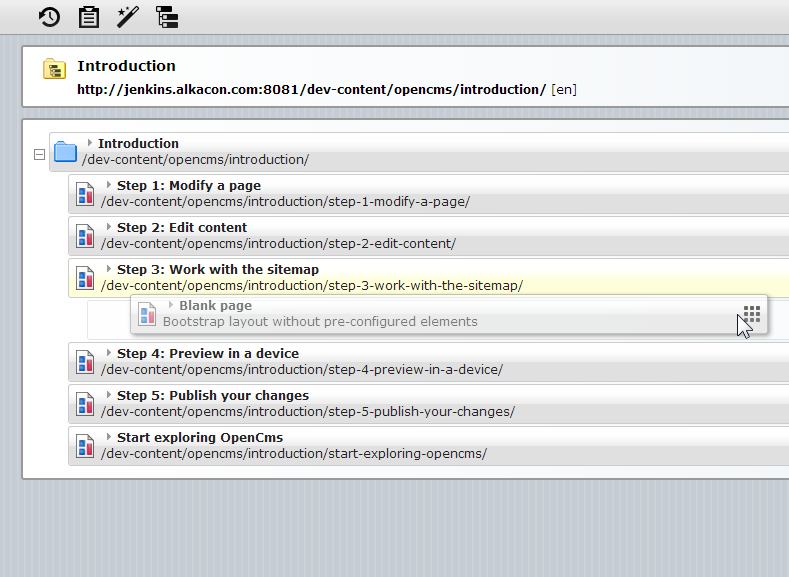 Introduction
http://jenkins.alkacon.com:8081/dev-content/opencms/introduction/ [en]
Introduction
/dev-content/opencms/introduction/
Step 1: Modify a page
/dev-content/opencms/introduction/step-1-modify-a-page/
Step 2: Edit content
/dev-content/opencms/introduction/step-2-edit-content/
Step 3: Work with the sitemap
/dev-content/opencms/introduction/step-3-work-with-the-sitemap/
Blank page
Bootstrap layout without pre-configured elements
Step 4: Preview in a device
/dev-content/opencms/introduction/step-4-preview-in-a-device/
Step 5: Publish your changes
/dev-content/opencms/introduction/step-5-publish-your-changes/
Start exploring OpenCms
/dev-content/opencms/introduction/start-exploring-opencms/